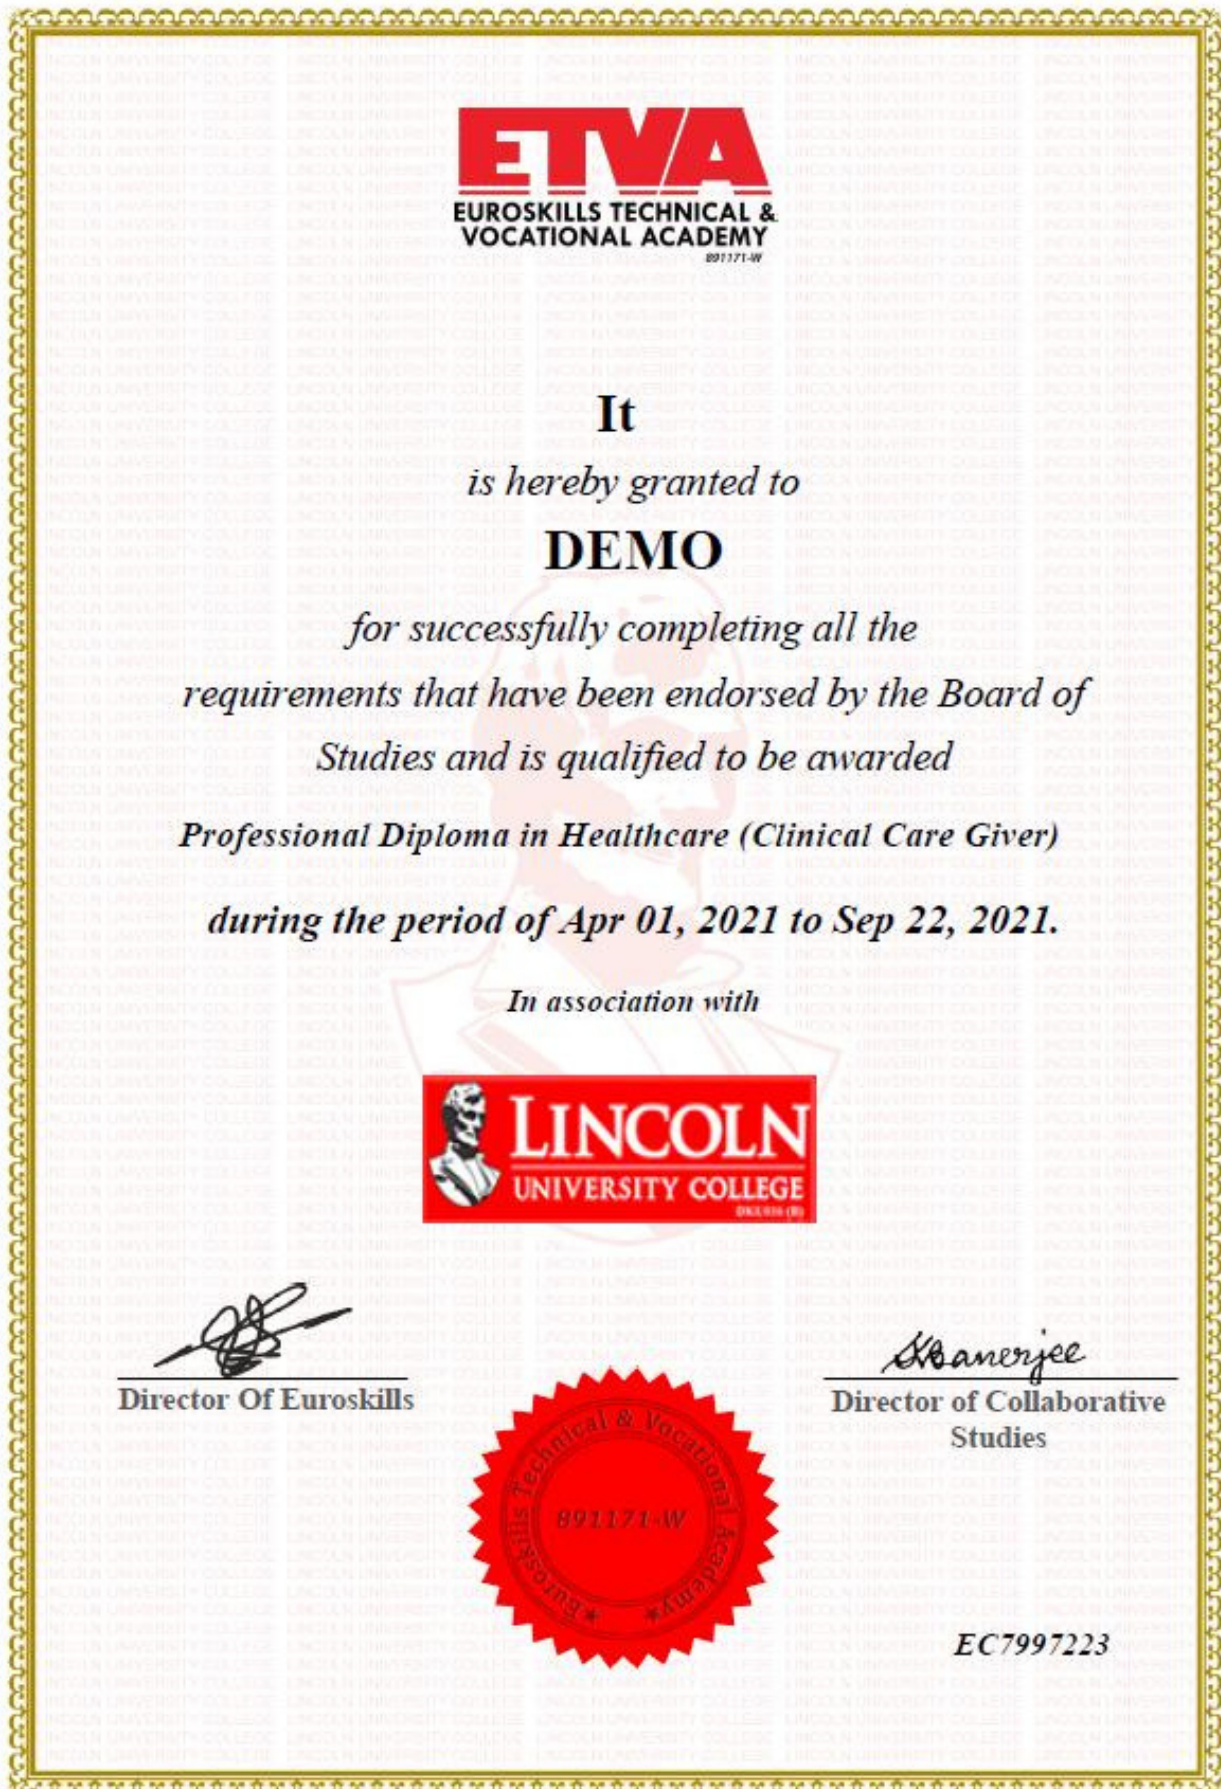 ETVA
EUROSKILLS TECHNICAL &
VOCATIONAL ACADEMY
891171-W
It
is hereby granted to
DEMO
for successfully completing all the
requirements that have been endorsed by the Board of
Studies and is qualified to be awarded
Professional Diploma in Healthcare (Clinical Care Giver)
during the period of Apr 01, 2021 to Sep 22, 2021.
In association with
LINCOLN
UNIVERSITY COLLEGE
Director Of Euroskills
SBanerjee
Director of Collaborative
Studies
Euroskills Technical & Vocational Academy
891171-W
EC7997223